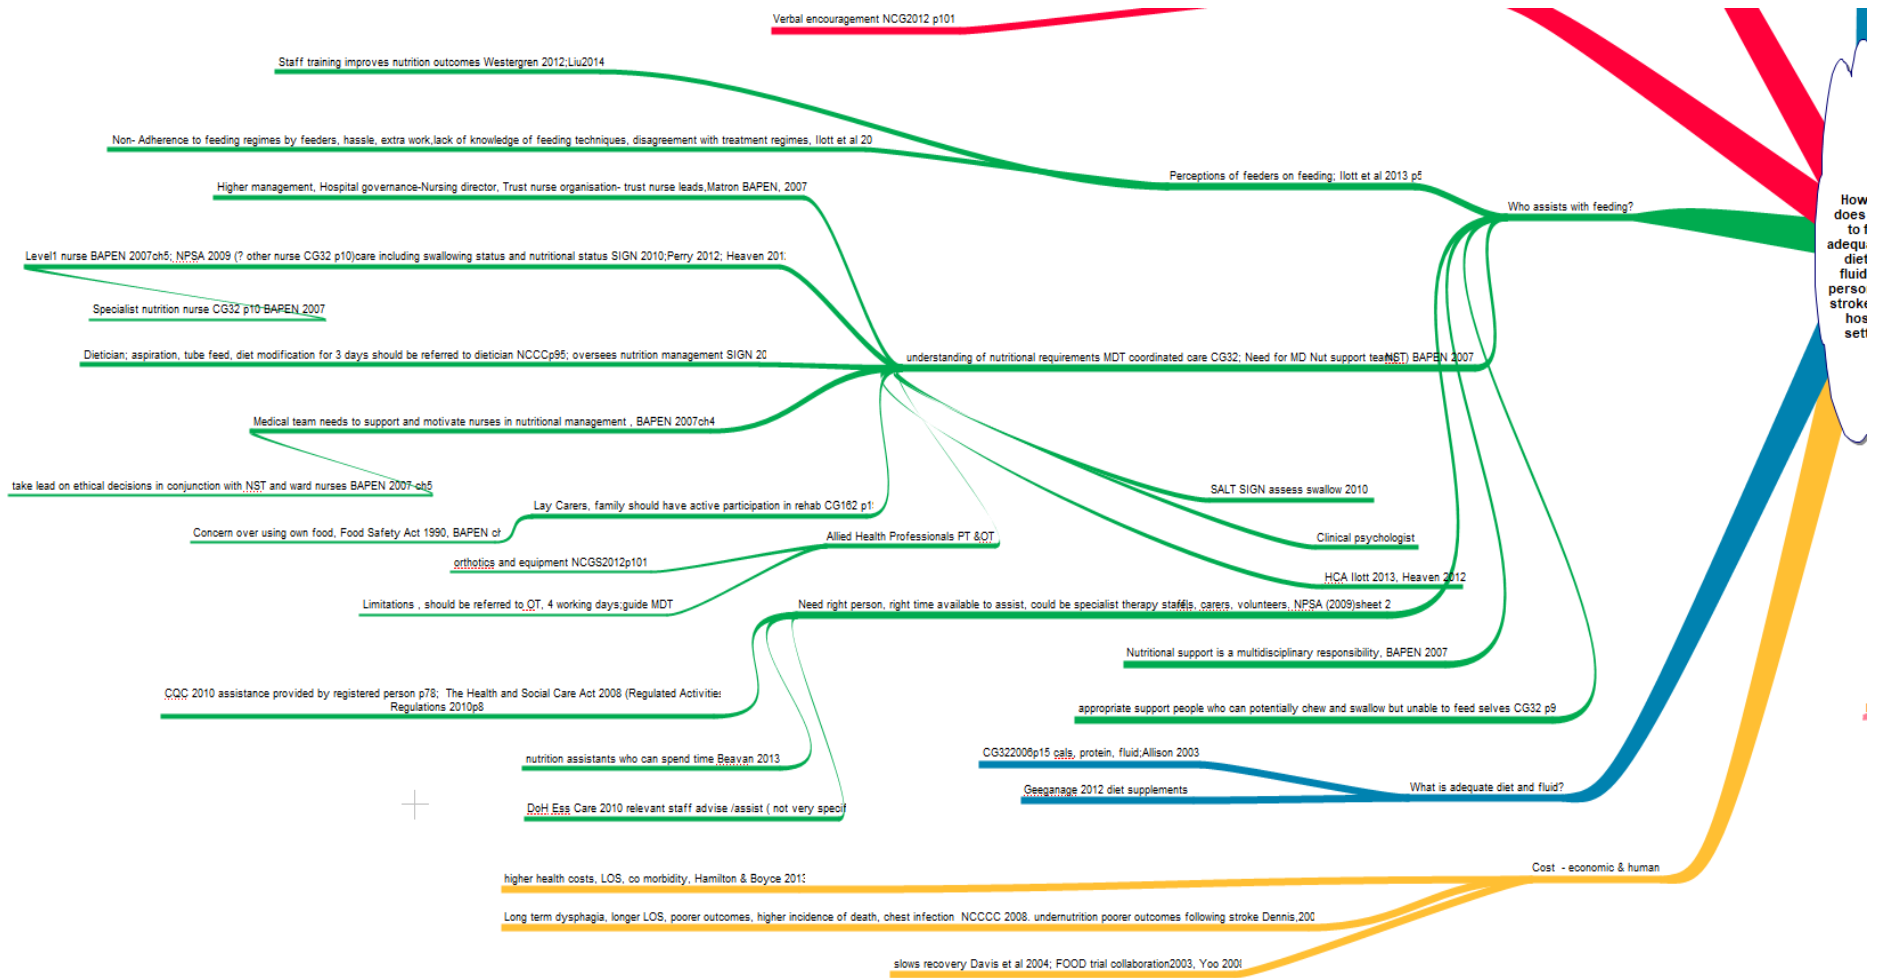 Verbal encouragement NCG2012 p101
Staff training improves nutrition outcomes Westergren 2012;Liu2014
Non- Adherence to feeding regimes by feeders, hassle, extra work,lack of knowledge of feeding techniques, disagreement with treatment regimes, Ilott et al 20
Perceptions of feeders on feeding; Ilott et al 2013 p5
Higher management, Hospital governance-Nursing director, Trust nurse organisation- trust nurse leads,Matron BAPEN, 2007
Who assists with feeding?
How
does
to f
adequa
diet
fluid
perso
stroke
hos
sett
Level1 nurse BAPEN 2007ch5; NPSA 2009 (? other nurse CG32 p10)care including swallowing status and nutritional status SIGN 2010;Perry 2012; Heaven 201
Specialist nutrition nurse CG32 p10 BAPEN 2007
Dietician; aspiration, tube feed, diet modification for 3 days should be referred to dietician NCCCp95; oversees nutrition management SIGN 20
understanding of nutritional requirements MDT coordinated care CG32; Need for MD Nut support team NST) BAPEN 2007
Medical team needs to support and motivate nurses in nutritional management , BAPEN 2007ch4
take lead on ethical decisions in conjunction with NST and ward nurses BAPEN 2007 ch5
SALT SIGN assess swallow 2010
Lay Carers, family should have active participation in rehab CG162 p1
Concern over using own food, Food Safety Act 1990, BAPEN ch
Allied Health Professionals PT &OT
Clinical psychologist
orthotics and equipment NCGS2012p101
HCA Ilott 2013, Heaven 2012
Limitations , should be referred to OT, 4 working days;guide MDT
Need right person, right time available to assist, could be specialist therapy carers, volunteers, NPSA (2009)sheet 2
Nutritional support is a multidisciplinary responsibility, BAPEN 2007
CQC 2010 assistance provided by registered person p78; The Health and Social Care Act 2008 (Regulated Activities
Regulations 2010p8
appropriate support people who can potentially chew and swallow but unable to feed selves CG32 p9
nutrition assistants who can spend time Beavan 2013
CG322006p15 cals, protein, fluid;Allison 2003
What is adequate diet and fluid?
Geeganage 2012 diet supplements
DoH Ess Care 2010 relevant staff advise /assist ( not very specif
Cost - economic & human
higher health costs, LOS, co morbidity, Hamilton & Boyce 2013
Long term dysphagia, longer LOS, poorer outcomes, higher incidence of death, chest infection NCCCC 2008. undernutrition poorer outcomes following stroke Dennis,200
slows recovery Davis et al 2004; FOOD trial collaboration2003, Yoo 200